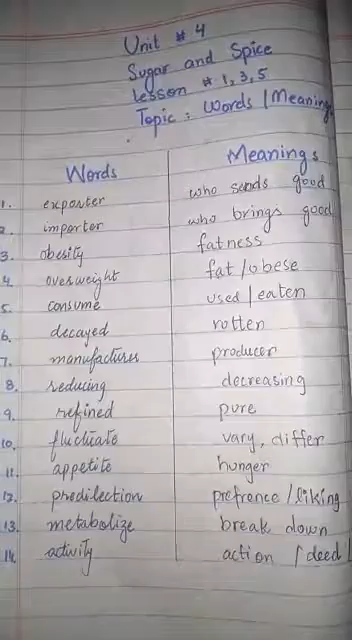 Unit # 4
Sugar and Spice
Lesson # 1, 3, 5
Topic : Words / Meaning
Words Meanings
1. exporter who sends good
2. importer who brings good
3. obesity fatness
4. overweight fat / obese
5. consume used / eaten
6. decayed rotten
7. manufactures producer
8. reducing decreasing
9. refined pure
10. fluctuate vary, differ
11. appetite hunger
12. predilection prefrence / liking
13. metabolize break down
14. activity action / deed